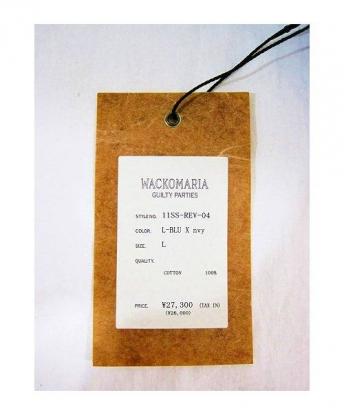 WACKOMARIA
GUILTY PARTIES
STYLE NO. 11SS-REV-04
COLOR. L-BLU X nvy
SIZE. L
QUALITY.
COTTON 100%
PRICE. ¥27,300 (TAX IN)
(¥26,000)